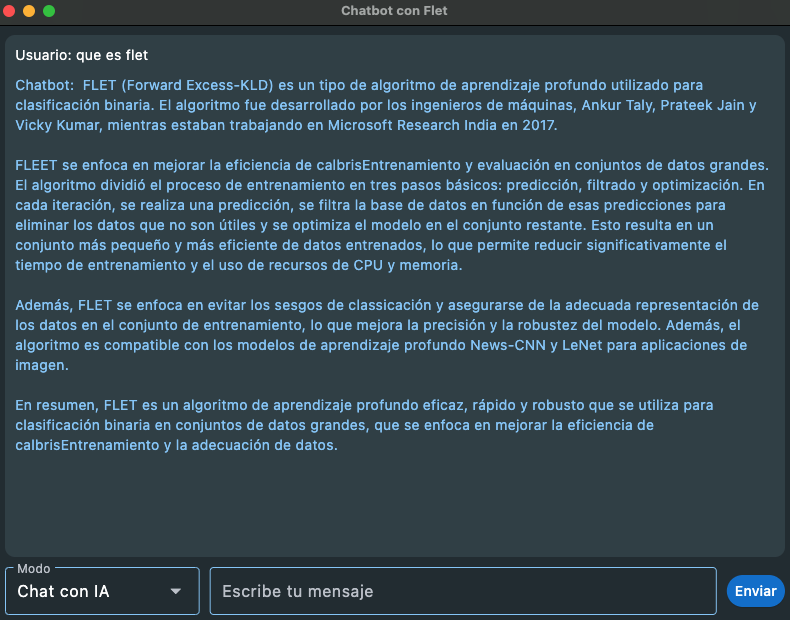 Chatbot con Flet
Usuario: que es flet
Chatbot:  FLET (Forward Excess-KLD) es un tipo de algoritmo de aprendizaje profundo utilizado para
clasificación binaria. El algoritmo fue desarrollado por los ingenieros de máquinas, Ankur Taly, Prateek Jain y
Vicky Kumar, mientras estaban trabajando en Microsoft Research India en 2017.
FLEET se enfoca en mejorar la eficiencia de calbrisEntrenamiento y evaluación en conjuntos de datos grandes.
El algoritmo dividió el proceso de entrenamiento en tres pasos básicos: predicción, filtrado y optimización. En
cada iteración, se realiza una predicción, se filtra la base de datos en función de esas predicciones para
eliminar los datos que no son útiles y se optimiza el modelo en el conjunto restante. Esto resulta en un
conjunto más pequeño y más eficiente de datos entrenados, lo que permite reducir significativamente el
tiempo de entrenamiento y el uso de recursos de CPU y memoria.
Además, FLET se enfoca en evitar los sesgos de classicación y asegurarse de la adecuada representación de
los datos en el conjunto de entrenamiento, lo que mejora la precisión y la robustez del modelo. Además, el
algoritmo es compatible con los modelos de aprendizaje profundo News-CNN y LeNet para aplicaciones de
imagen.
En resumen, FLET es un algoritmo de aprendizaje profundo eficaz, rápido y robusto que se utiliza para
clasificación binaria en conjuntos de datos grandes, que se enfoca en mejorar la eficiencia de
calbrisEntrenamiento y la adecuación de datos.
Modo
Chat con IA
Escribe tu mensaje
Enviar